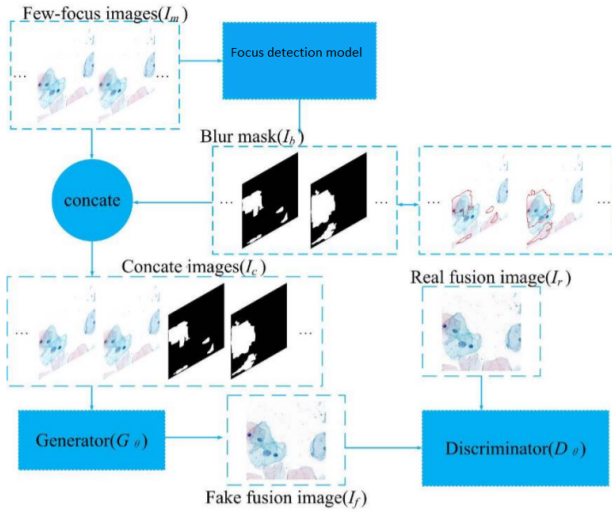 Few-focus images(Iₘ)
Focus detection model
... ...
Blur mask(I_b)
concate
... ...
... ...
Concate images(I_c)
Real fusion image(I_r)
... ...
Generator(G_θ)
Discriminator(D_θ)
Fake fusion image(I_f)